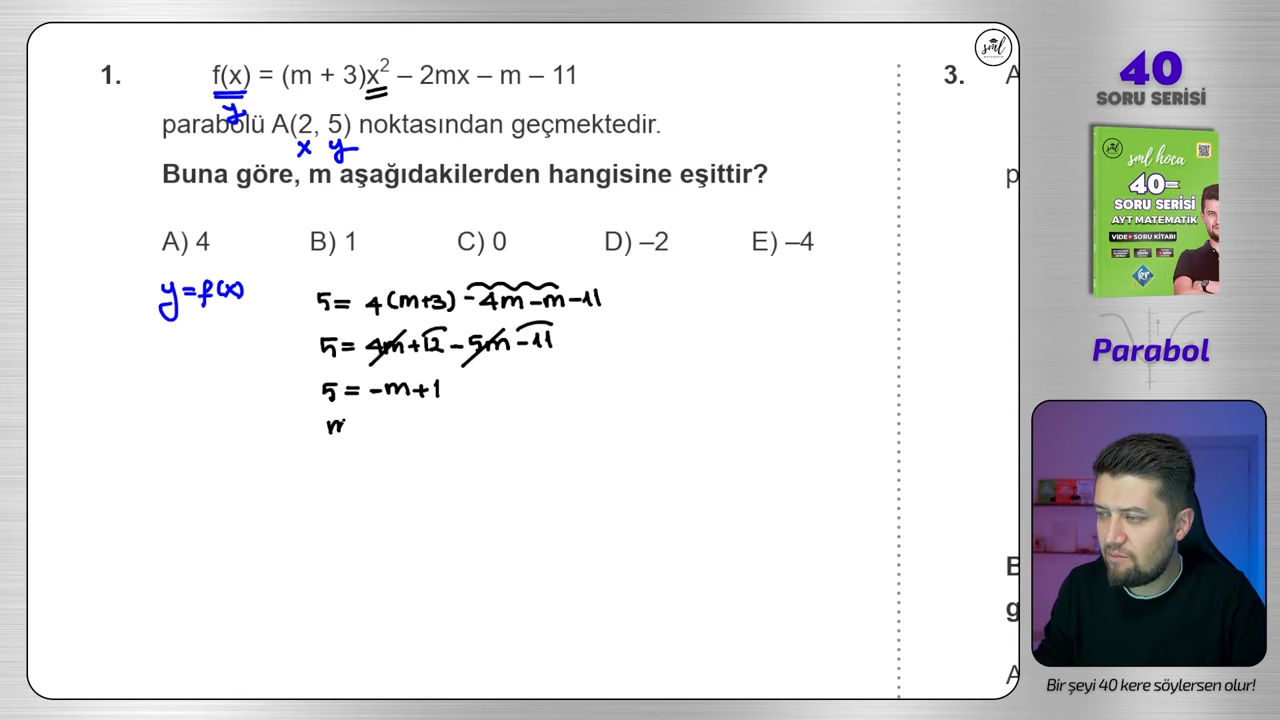 1. f(x) = (m + 3)x² – 2mx – m – 11
y
parabolü A(2, 5) noktasından geçmektedir.
x y
Buna göre, m aşağıdakilerden hangisine eşittir?
A) 4 B) 1 C) 0 D) –2 E) –4
y=f(x)
5 = 4(m+3) -4m -m -11
5 = 4m+12 -5m -11
5 = -m+1
m
3. A
p
B
g
A
sml
40
SORU SERİSİ
sml hoca
40
SORU SERİSİ
AYT MATEMATİK
VİDEO SORU KİTABI
Parabol
Bir şeyi 40 kere söylersen olur!